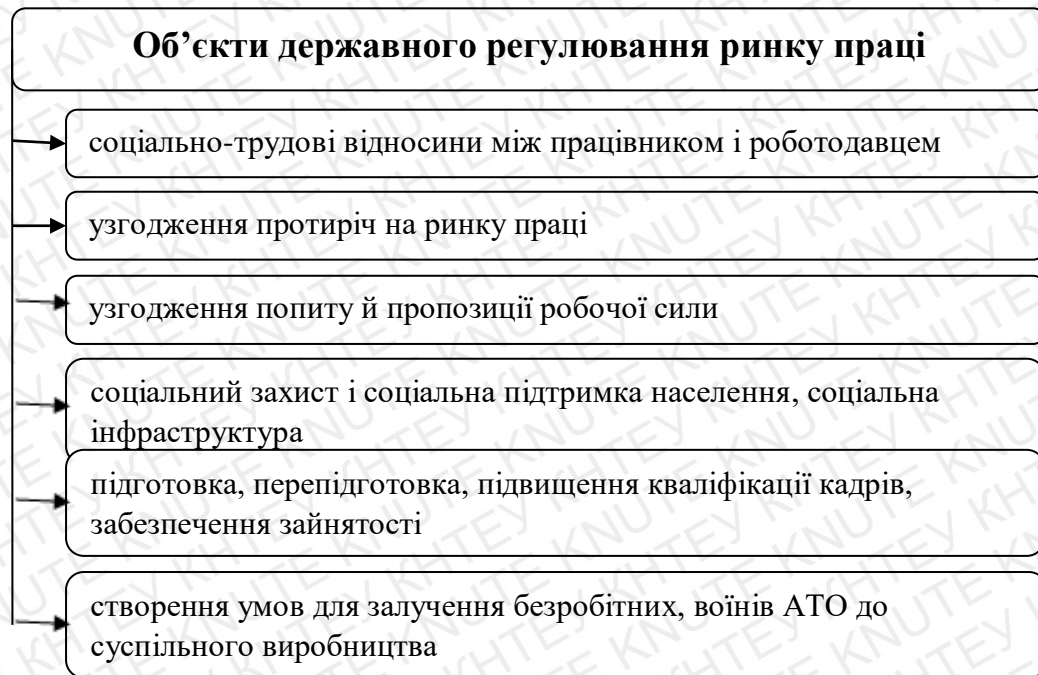 Об’єкти державного регулювання ринку праці
соціально-трудові відносини між працівником і роботодавцем
узгодження протиріч на ринку праці
узгодження попиту й пропозиції робочої сили
соціальний захист і соціальна підтримка населення, соціальна
інфраструктура
підготовка, перепідготовка, підвищення кваліфікації кадрів,
забезпечення зайнятості
створення умов для залучення безробітних, воїнів АТО до
суспільного виробництва